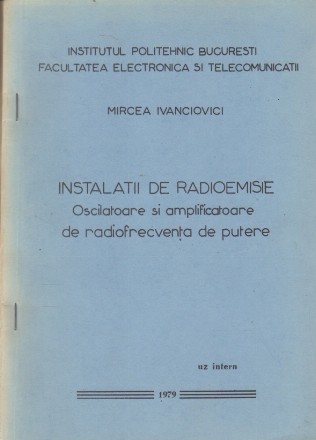 INSTITUTUL POLITEHNIC BUCURESTI
FACULTATEA ELECTRONICA SI TELECOMUNICATII
MIRCEA IVANCIOVICI
INSTALATII DE RADIOEMISIE
Oscilatoare si amplificatoare
de radiofrecvența de putere
uz intern
1979